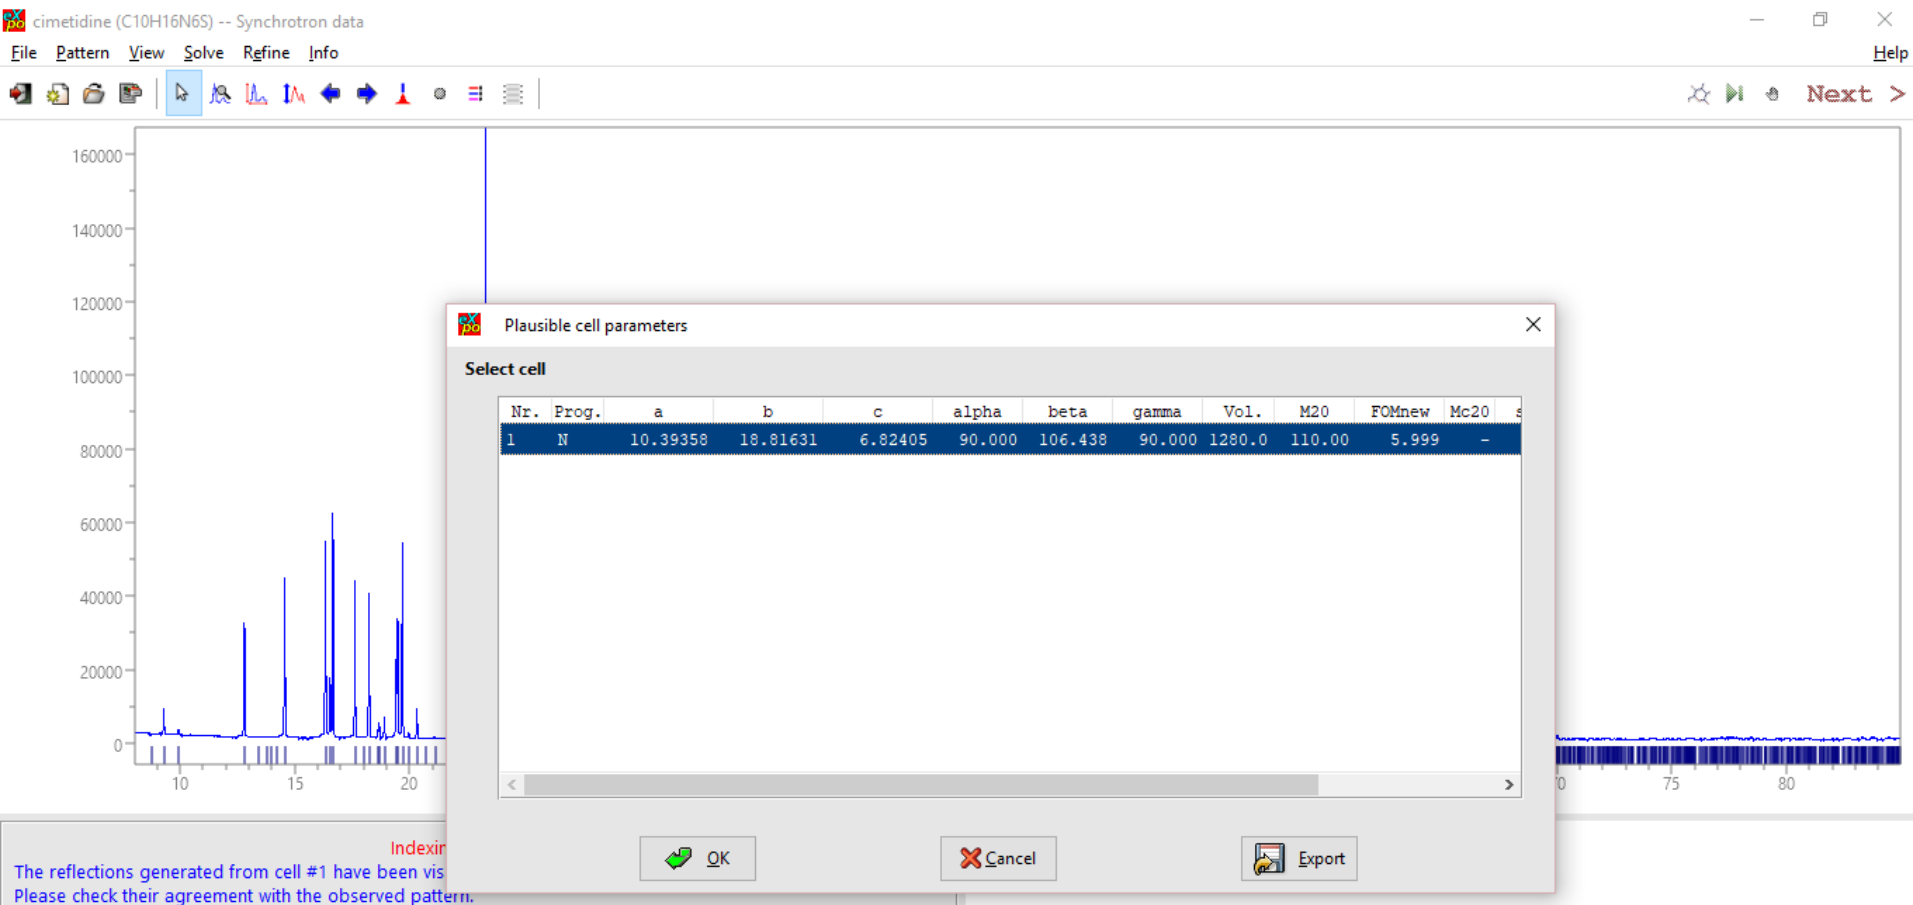 cimetidine (C10H16N6S) -- Synchrotron data
File Pattern View Solve Refine Info Help
Next >
160000
140000
120000
100000
80000
60000
40000
20000
0
10 15 20 75 80
Plausible cell parameters
Select cell
Nr. Prog. a b c alpha beta gamma Vol. M20 FOMnew Mc20
1 N 10.39358 18.81631 6.82405 90.000 106.438 90.000 1280.0 110.00 5.999 -
OK Cancel Export
The reflections generated from cell #1 have been vis
Please check their agreement with the observed pattern.